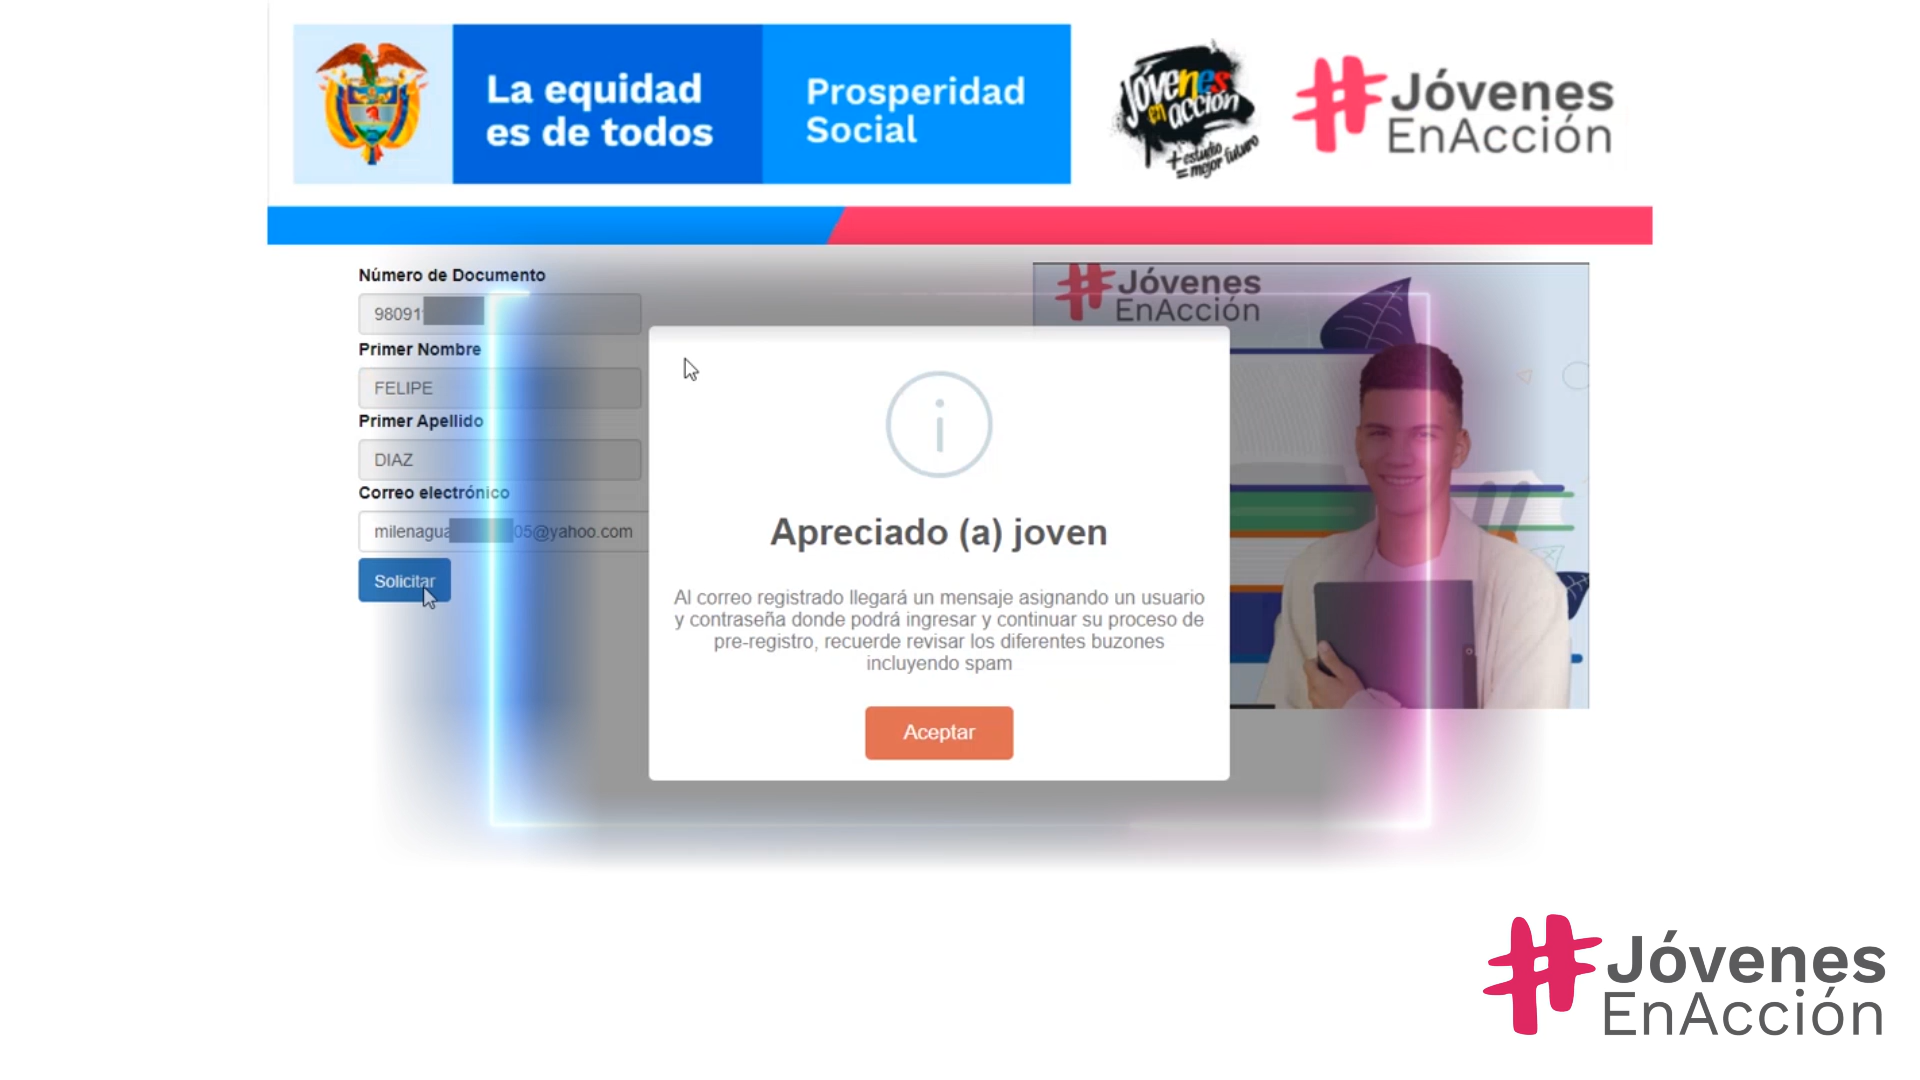 La equidad
es de todos
Prosperidad
Social
Jóvenes
en acción
+ estudio
= mejor futuro
#Jóvenes
EnAcción
Número de Documento
98091
Primer Nombre
FELIPE
Primer Apellido
DIAZ
Correo electrónico
milenagua 05@yahoo.com
Solicitar
#Jóvenes
EnAcción
i
Apreciado (a) joven
Al correo registrado llegará un mensaje asignando un usuario
y contraseña donde podrá ingresar y continuar su proceso de
pre-registro, recuerde revisar los diferentes buzones
incluyendo spam
Aceptar
#Jóvenes
EnAcción